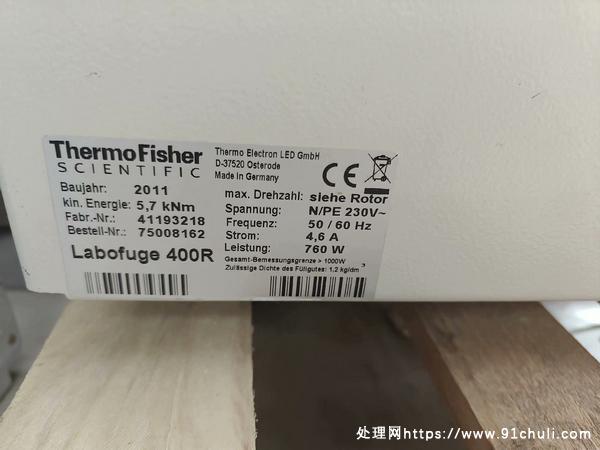 ThermoFisher
SCIENTIFIC
Thermo Electron LED GmbH
D-37520 Osterode
Made in Germany
CE
Baujahr: 2011
kin. Energie: 5,7 kNm
Fabr.-Nr.: 41193218
Bestell-Nr.: 75008162
Labofuge 400R
max. Drehzahl: siehe Rotor
Spannung: N/PE 230V~
Frequenz: 50 / 60 Hz
Strom: 4,6 A
Leistung: 760 W
Gesamt-Bemessungsgrenze > 1000W
Zulässige Dichte des Füllgutes: 1,2 kg/dm³
处理网https://www.91chuli.com/